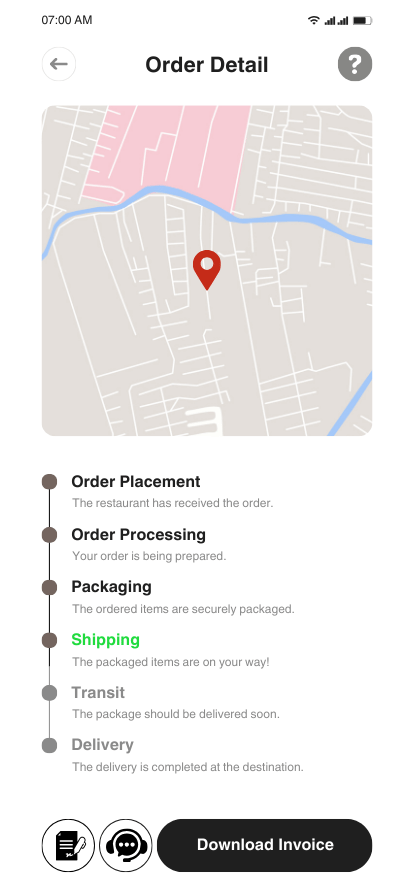 07:00 AM
Order Detail
?
Order Placement
The restaurant has received the order.
Order Processing
Your order is being prepared.
Packaging
The ordered items are securely packaged.
Shipping
The packaged items are on your way!
Transit
The package should be delivered soon.
Delivery
The delivery is completed at the destination.
Download Invoice